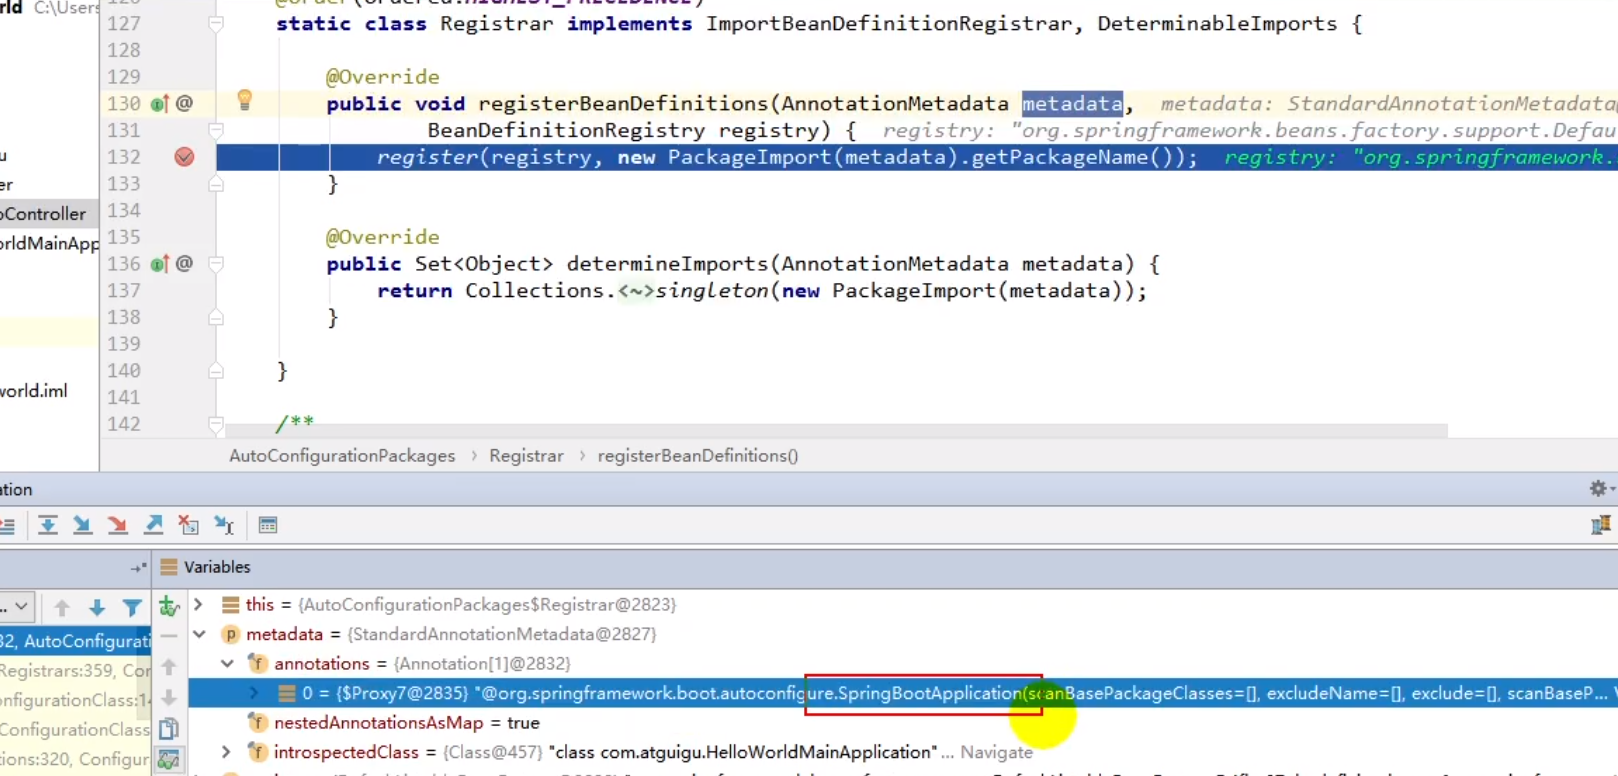 rld C:\Users
127 static class Registrar implements ImportBeanDefinitionRegistrar, DeterminableImports {
128
129 @Override
130 @ public void registerBeanDefinitions(AnnotationMetadata metadata, metadata: StandardAnnotationMetadata
131 BeanDefinitionRegistry registry) { registry: "org.springframework.beans.factory.support.Defau
132 register(registry, new PackageImport(metadata).getPackageName()); registry: "org.springframework.
133 }
134
135 @Override
136 @ public Set<Object> determineImports(AnnotationMetadata metadata) {
137 return Collections.<~>singleton(new PackageImport(metadata));
138 }
139
140 }
141
142 /**
u
er
oController
orldMainApp
world.iml
AutoConfigurationPackages › Registrar › registerBeanDefinitions()
ation
Variables
this = {AutoConfigurationPackages$Registrar@2823}
p metadata = {StandardAnnotationMetadata@2827}
f annotations = {Annotation[1]@2832}
0 = {$Proxy7@2835} "@org.springframework.boot.autoconfigure.SpringBootApplication(scanBasePackageClasses=[], excludeName=[], exclude=[], scanBaseP...
f nestedAnnotationsAsMap = true
f introspectedClass = {Class@457} "class com.atguigu.HelloWorldMainApplication"... Navigate
32, AutoConfigurati
Registrars:359, Cor
nfigurationClass:14
onfigurationClass
ions:320, Configur